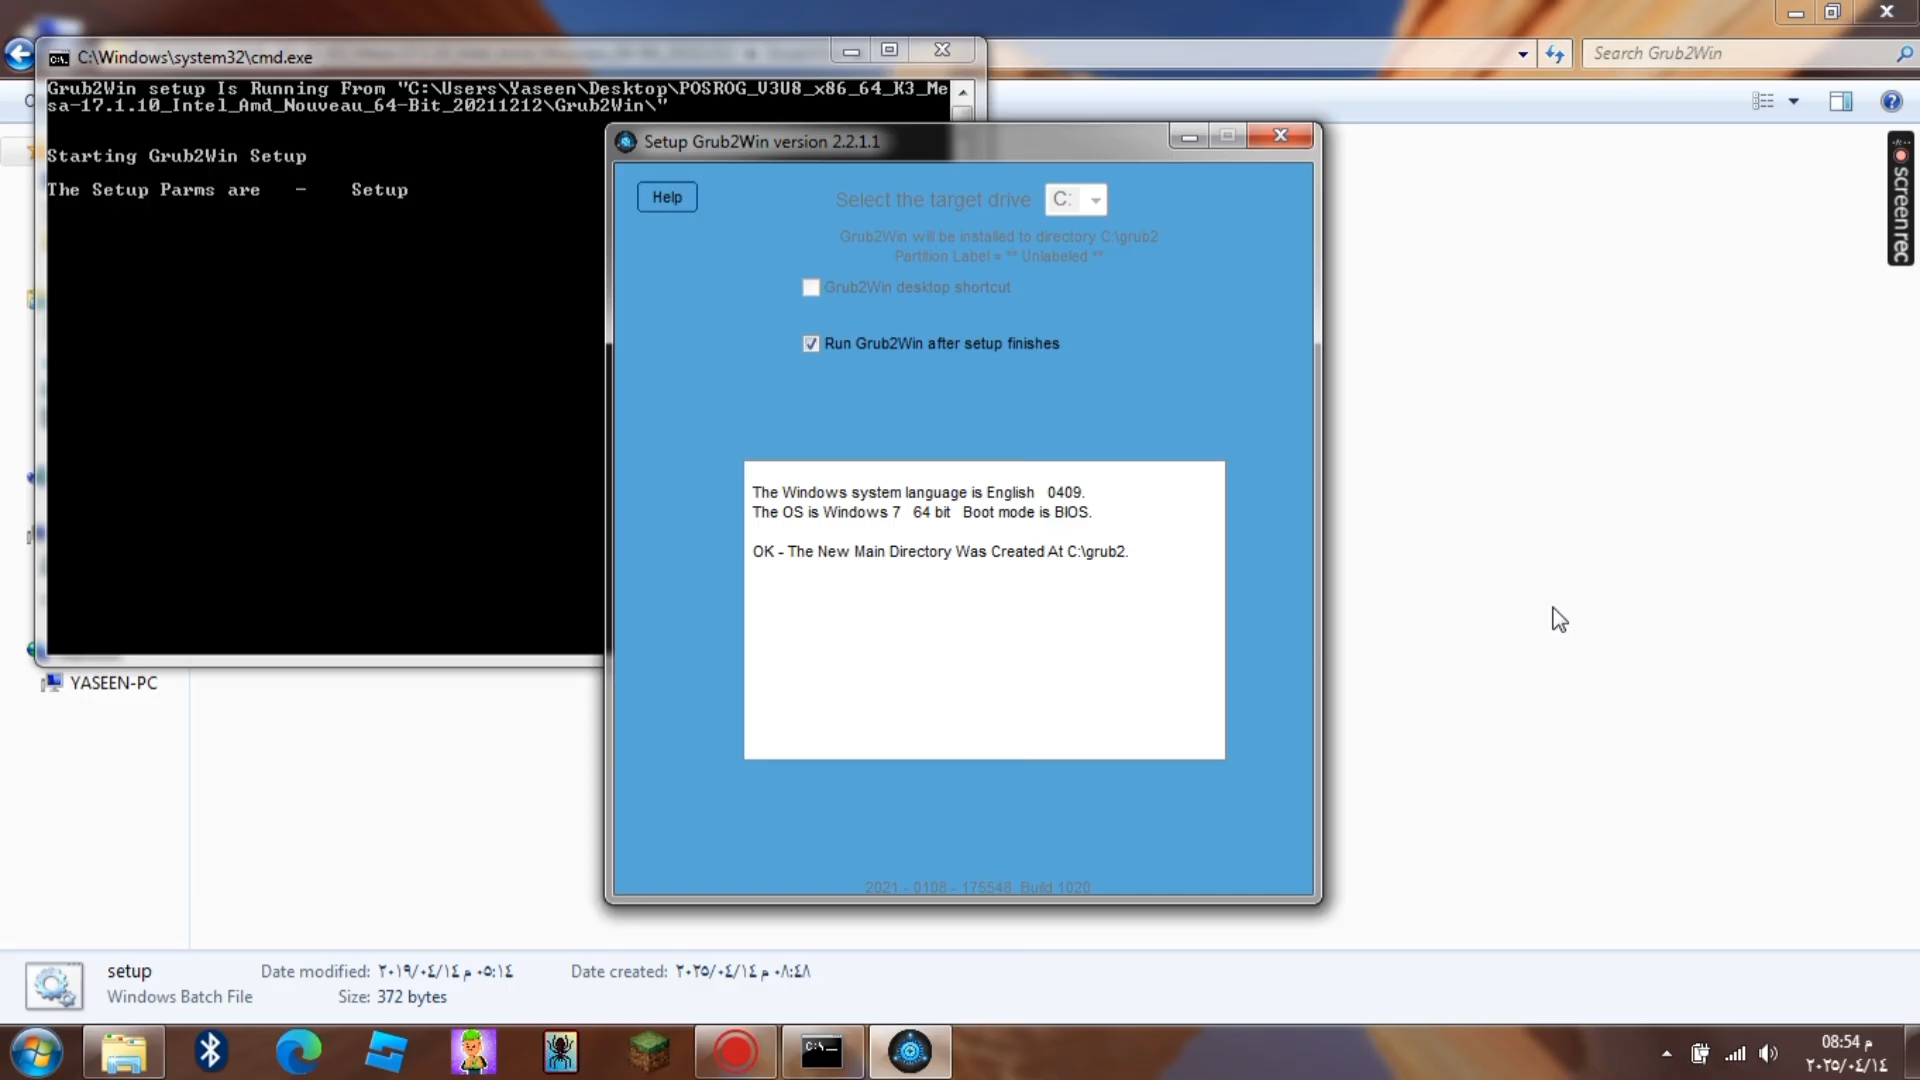 C:\Windows\system32\cmd.exe
Search Grub2Win
Grub2Win setup Is Running From "C:\Users\Yaseen\Desktop\POSROG_V3U8_x86_64_K3_Me
sa-17.1.10_Intel_Amd_Nouveau_64-Bit_20211212\Grub2Win\"
Starting Grub2Win Setup
The Setup Parms are - Setup
Setup Grub2Win version 2.2.1.1
Help
Select the target drive C:
Grub2Win will be installed to directory C:\grub2
Partition Label = ** Unlabeled **
Grub2Win desktop shortcut
Run Grub2Win after setup finishes
The Windows system language is English 0409.
The OS is Windows 7 64 bit Boot mode is BIOS.
OK - The New Main Directory Was Created At C:\grub2.
2021 - 0108 - 175548 Build 1020
screenrec
YASEEN-PC
setup
Date modified: ٢٠١٩/٠٤/١٤ م ٠٥:١٤
Date created: ٢٠٢٥/٠٤/١٤ م ٠٨:٤٨
Windows Batch File
Size: 372 bytes
C:\
08:54 م
٢٠٢٥/٠٤/١٤